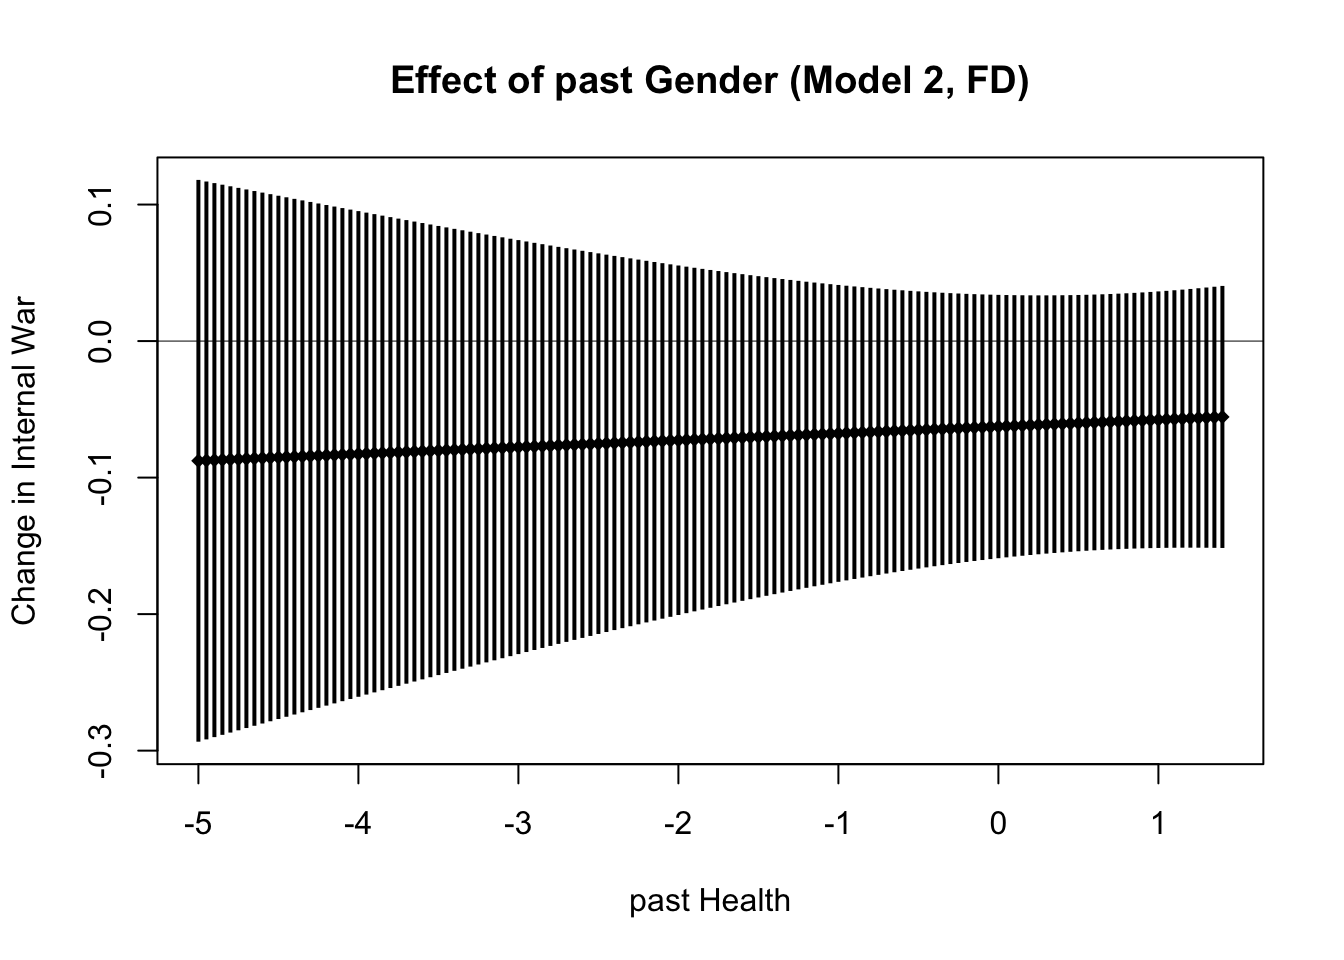 Effect of past Gender (Model 2, FD)
Change in Internal War
0.1
0.0
-0.1
-0.2
-0.3
-5 -4 -3 -2 -1 0 1
past Health